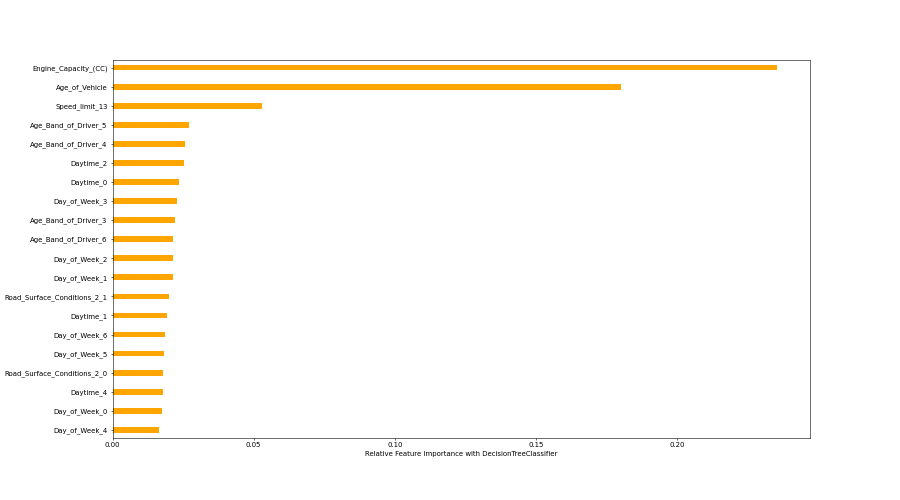 Engine_Capacity_(CC)
Age_of_Vehicle
Speed_limit_13
Age_Band_of_Driver_5
Age_Band_of_Driver_4
Daytime_2
Daytime_0
Day_of_Week_3
Age_Band_of_Driver_3
Age_Band_of_Driver_6
Day_of_Week_2
Day_of_Week_1
Road_Surface_Conditions_2_1
Daytime_1
Day_of_Week_6
Day_of_Week_5
Road_Surface_Conditions_2_0
Daytime_4
Day_of_Week_0
Day_of_Week_4
0.00 0.05 0.10 0.15 0.20
Relative Feature Importance with DecisionTreeClassifier